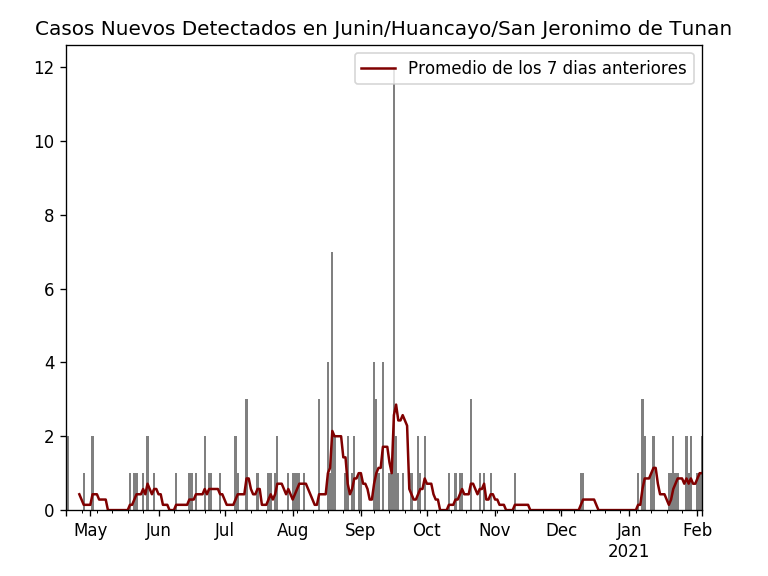 Casos Nuevos Detectados en Junin/Huancayo/San Jeronimo de Tunan
Promedio de los 7 dias anteriores
12
10
8
6
4
2
0
May Jun Jul Aug Sep Oct Nov Dec Jan Feb
2021